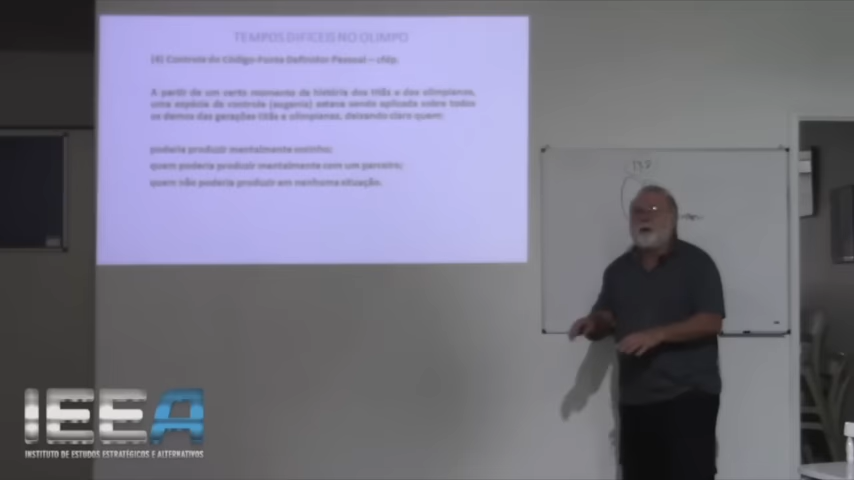 TEMPOS DIFÍCEIS NO OLIMPO
(6) Controle do Código-Fonte Definidor Pessoal – chip.
A partir de um certo momento da história dos titãs e dos olimpianos,
uma espécie de controle (eugenia) estava sendo aplicada sobre todos
os demos das gerações titãs e olimpianas, deixando claro quem:
poderia produzir mentalmente sozinho;
quem poderia produzir mentalmente com um parceiro;
quem não poderia produzir em nenhuma situação.
IEEA
INSTITUTO DE ESTUDOS ESTRATÉGICOS E ALTERNATIVOS